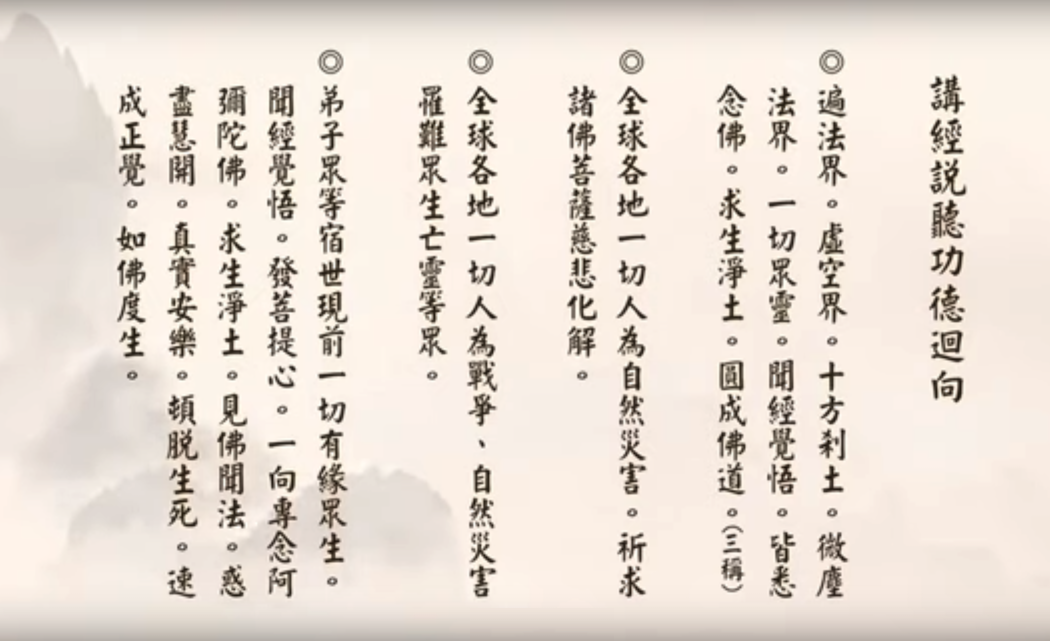 講經説聽功德迴向
◎遍法界。虛空界。十方剎土。微塵
法界。一切眾靈。聞經覺悟。皆悉
念佛。求生淨土。圓成佛道。(三稱)
◎全球各地一切人為自然災害。祈求
諸佛菩薩慈悲化解。
◎全球各地一切人為戰爭、自然災害
罹難眾生亡靈等眾。
◎弟子眾等宿世現前一切有緣眾生。
聞經覺悟。發菩提心。一向專念阿
彌陀佛。求生淨土。見佛聞法。惑
盡慧開。真實安樂。頓脱生死。速
成正覺。如佛度生。